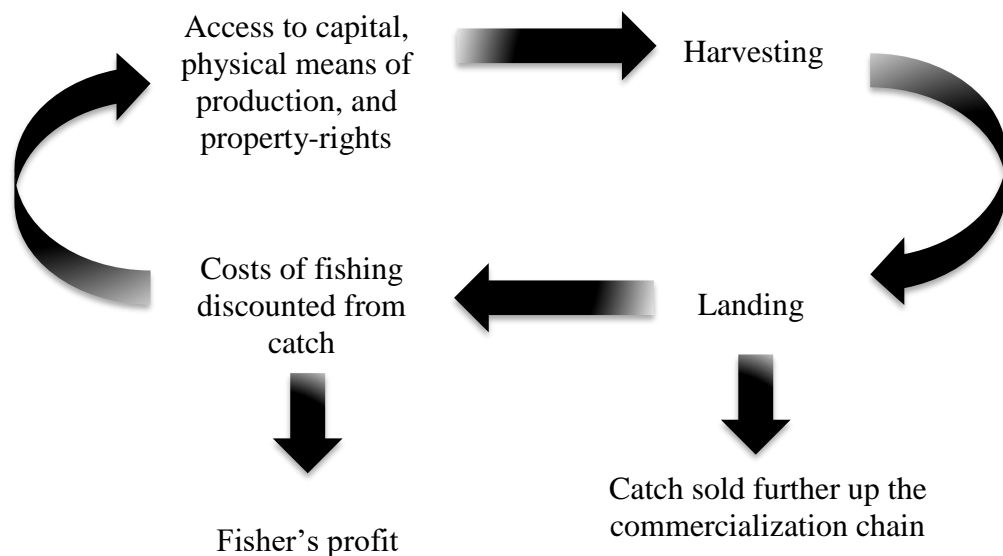 Access to capital,
physical means of
production, and
property-rights
Harvesting
Costs of fishing
discounted from
catch
Landing
Fisher’s profit
Catch sold further up the
commercialization chain